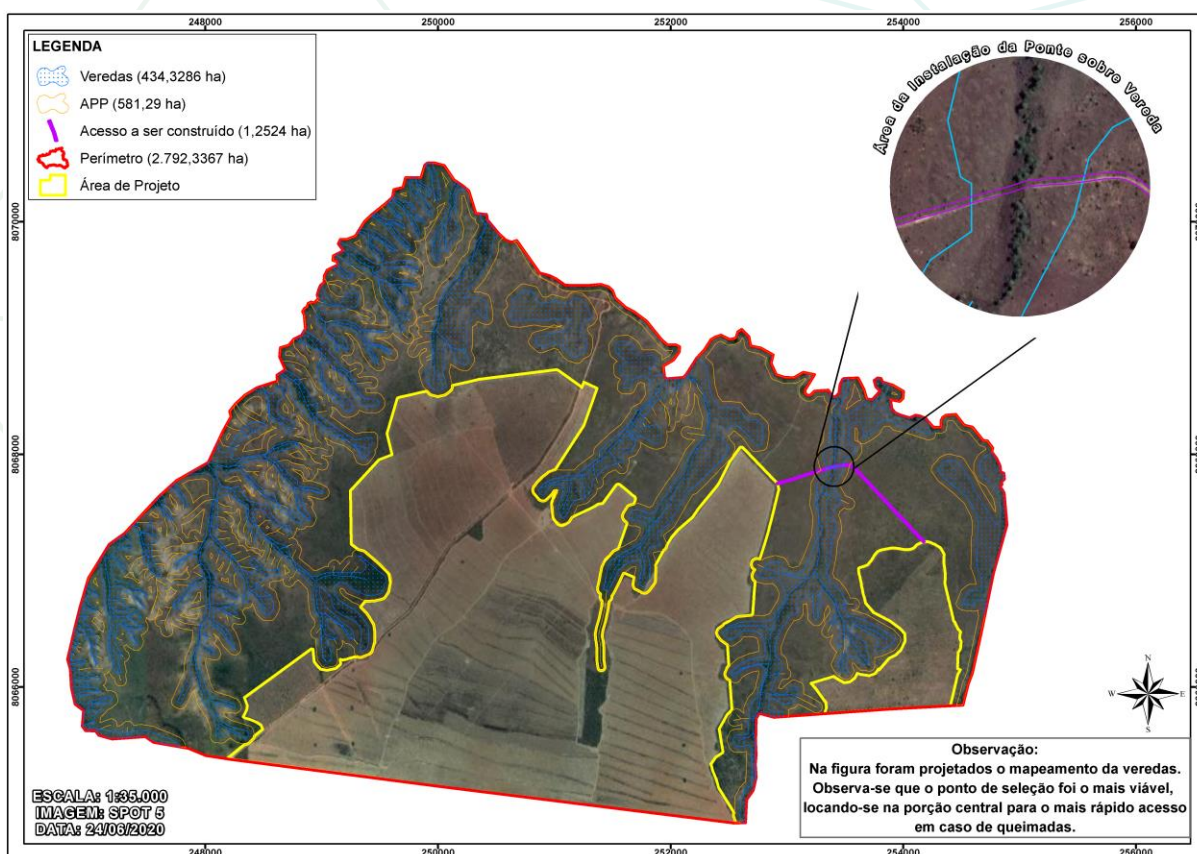 248000
250000
252000
254000
256000
LEGENDA
Veredas (434,3286 ha)
APP (581,29 ha)
Acesso a ser construído (1,2524 ha)
Perímetro (2.792,3367 ha)
Área de Projeto
Área da Instalação da Ponte sobre Vereda
8070000
8068000
8066000
N
W
E
S
Observação:
Na figura foram projetados o mapeamento da veredas.
Observa-se que o ponto de seleção foi o mais viável,
locando-se na porção central para o mais rápido acesso
em caso de queimadas.
ESCALA: 1:35.000
IMAGEM: SPOT 5
DATA: 24/06/2020
248000
250000
252000
254000
256000